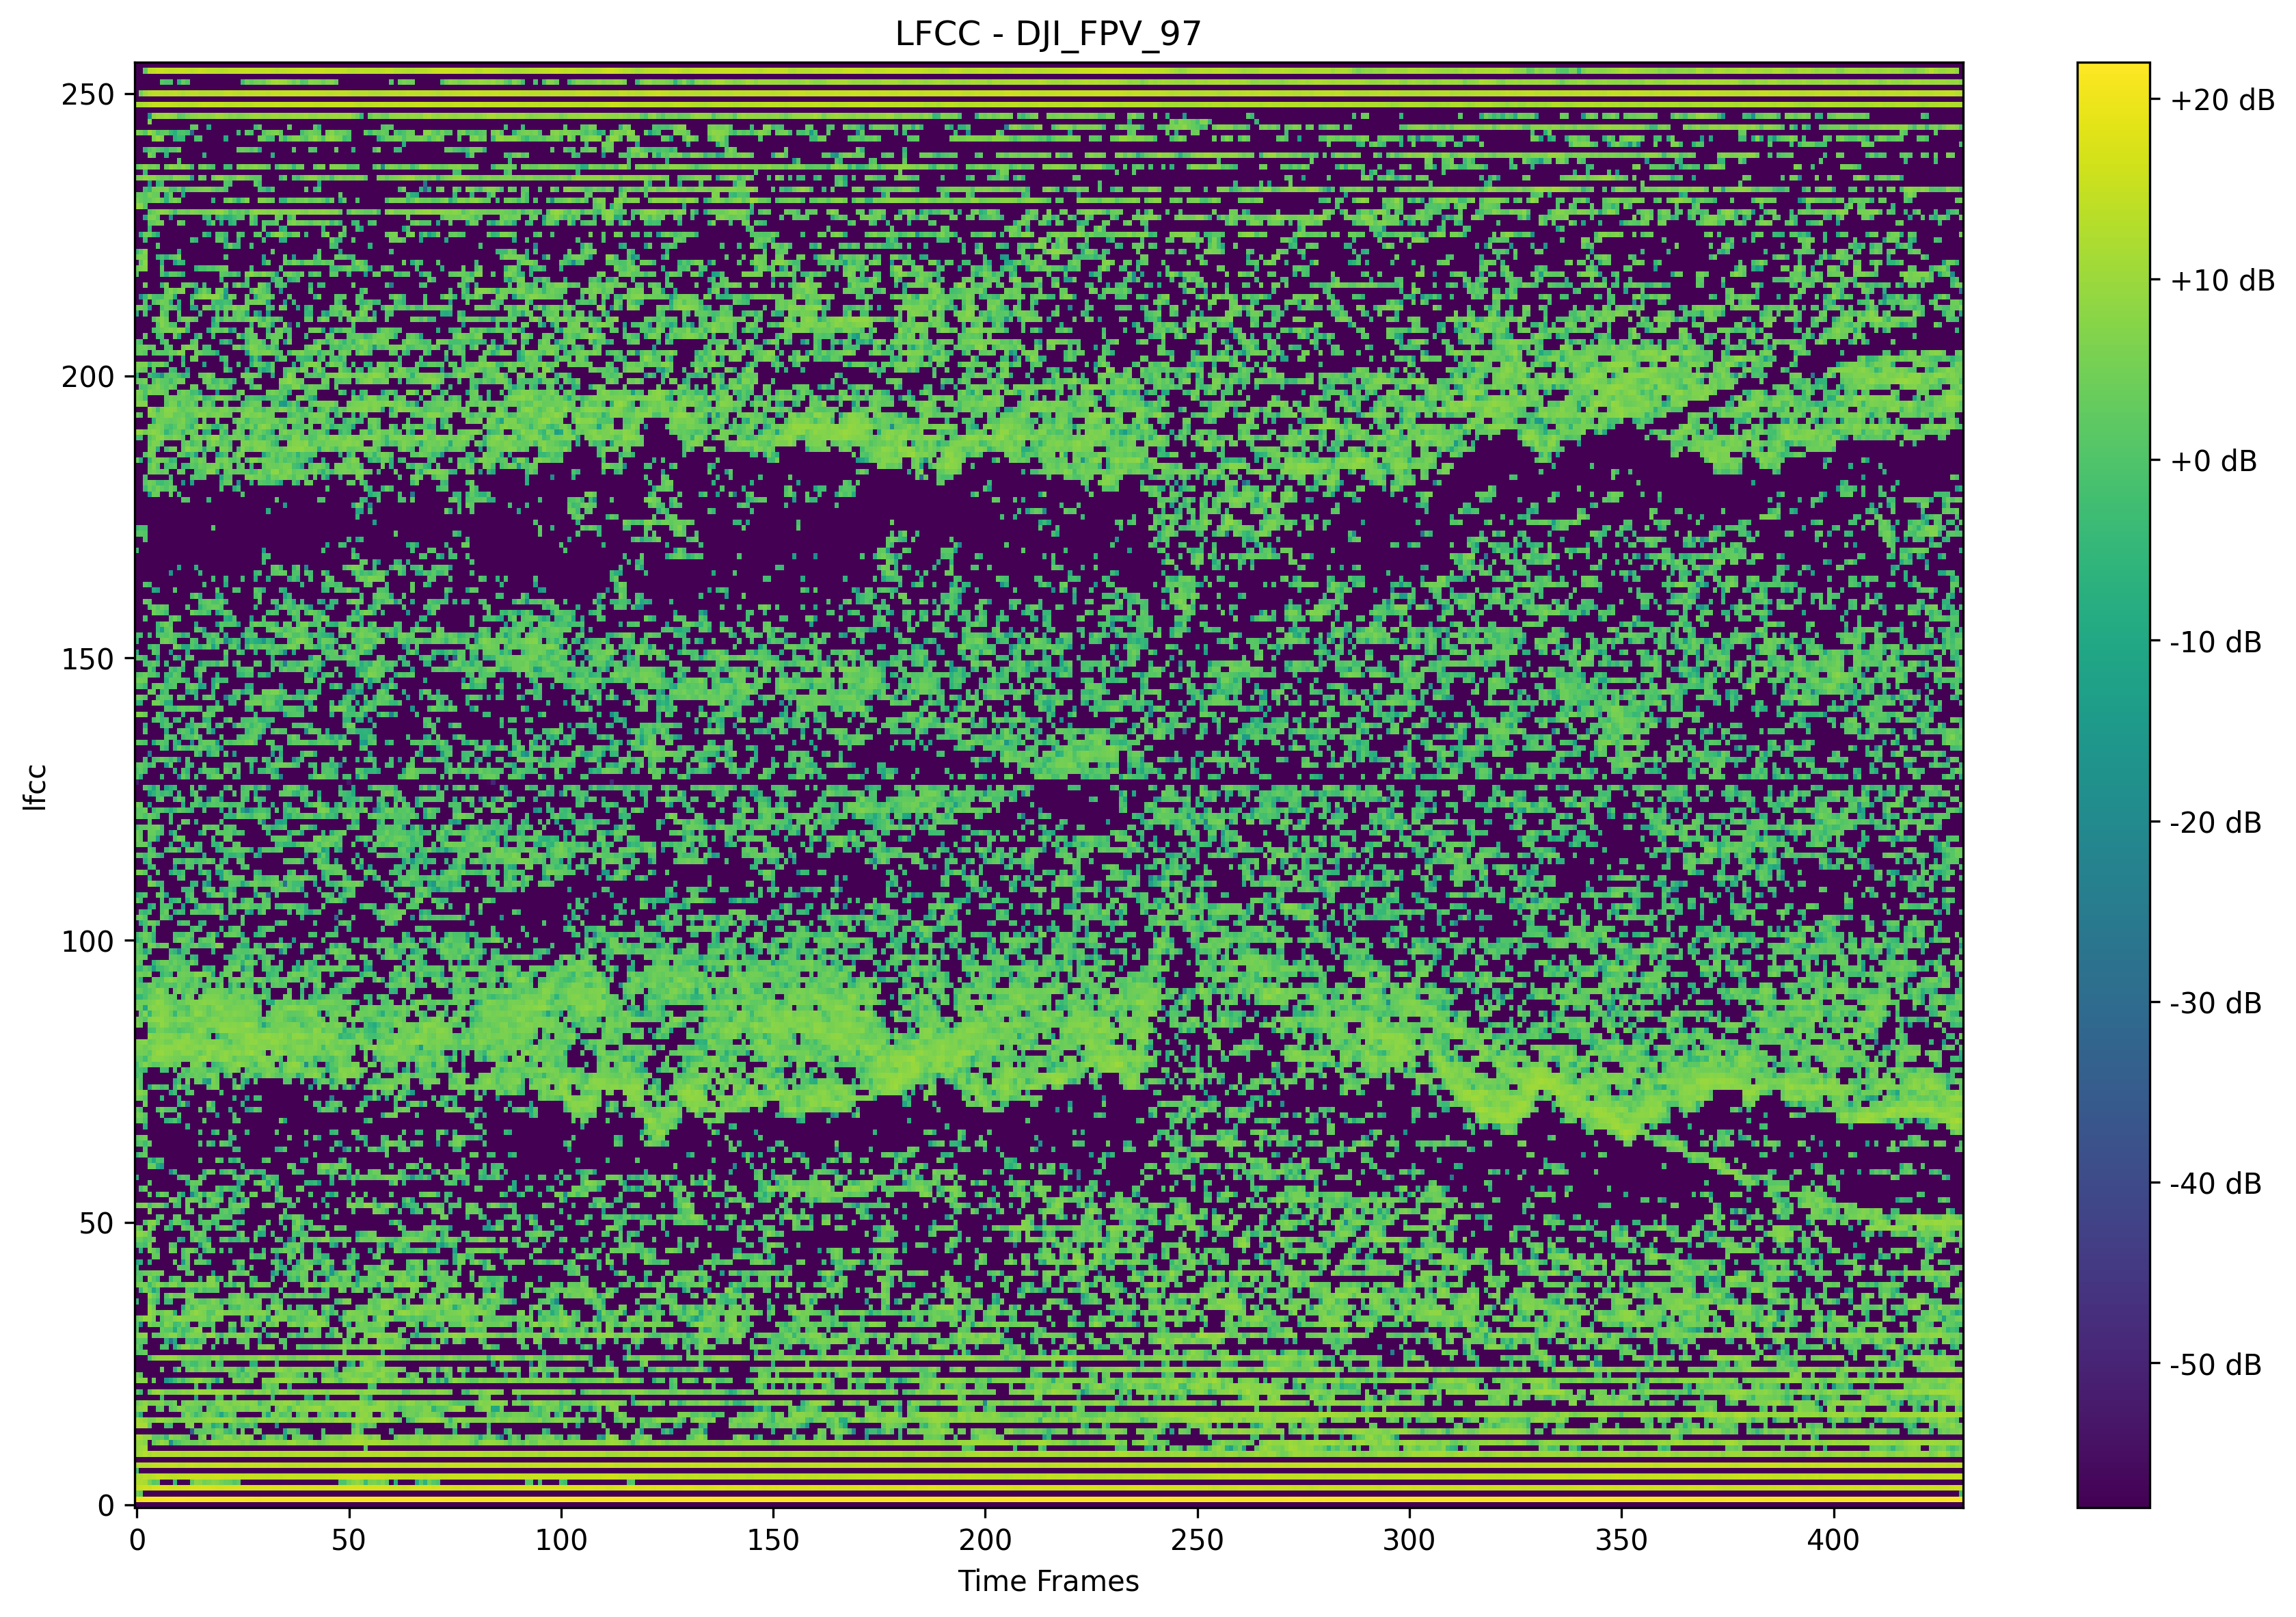 LFCC - DJI_FPV_97
250
200
150
100
50
0
lfcc
0 50 100 150 200 250 300 350 400
Time Frames
+20 dB
+10 dB
+0 dB
-10 dB
-20 dB
-30 dB
-40 dB
-50 dB